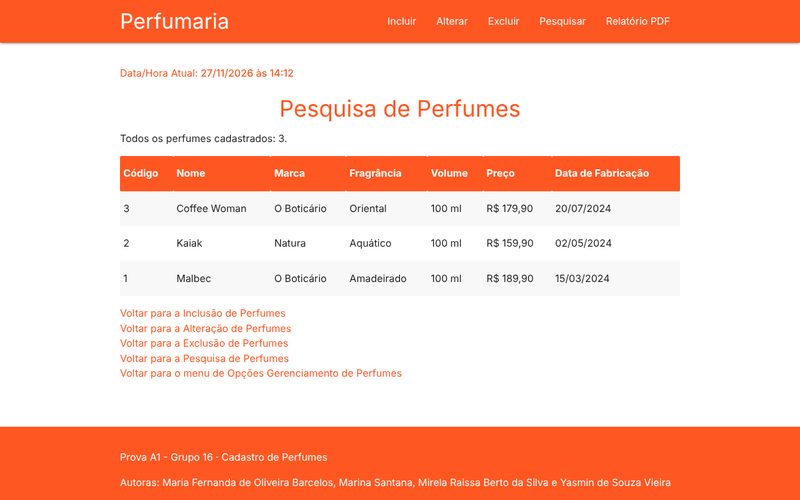 Perfumaria
Incluir Alterar Excluir Pesquisar Relatório PDF
Data/Hora Atual: 27/11/2026 às 14:12
Pesquisa de Perfumes
Todos os perfumes cadastrados: 3.
Código Nome Marca Fragrância Volume Preço Data de Fabricação
3 Coffee Woman O Boticário Oriental 100 ml R$ 179,90 20/07/2024
2 Kaiak Natura Aquático 100 ml R$ 159,90 02/05/2024
1 Malbec O Boticário Amadeirado 100 ml R$ 189,90 15/03/2024
Voltar para a Inclusão de Perfumes
Voltar para a Alteração de Perfumes
Voltar para a Exclusão de Perfumes
Voltar para a Pesquisa de Perfumes
Voltar para o menu de Opções Gerenciamento de Perfumes
Prova A1 - Grupo 16 · Cadastro de Perfumes
Autoras: Maria Fernanda de Oliveira Barcelos, Marina Santana, Mirela Raissa Berto da Silva e Yasmin de Souza Vieira